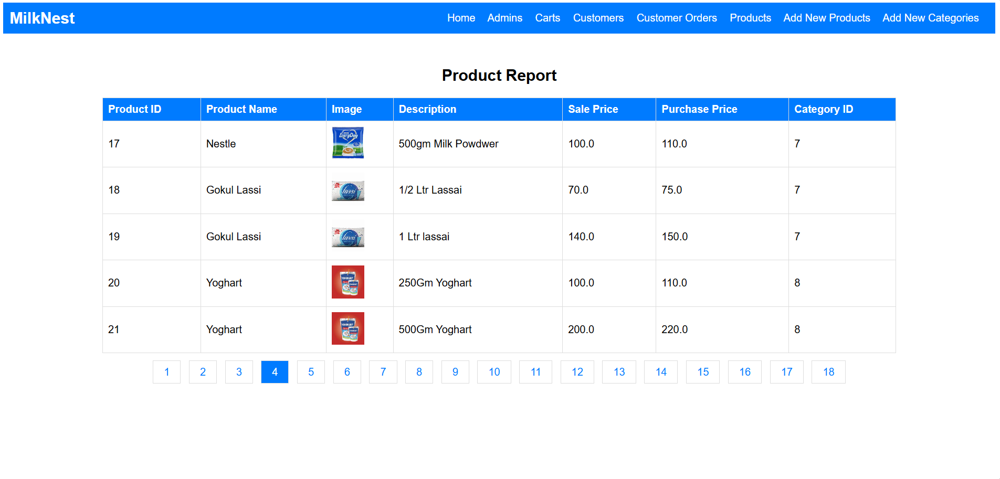 MilkNest Home Admins Carts Customers Customer Orders Products Add New Products Add New Categories
Product Report
Product ID Product Name Image Description Sale Price Purchase Price Category ID
EveryDay
17 Nestle 500gm Milk Powdwer 100.0 110.0 7
lassi
18 Gokul Lassi 1/2 Ltr Lassai 70.0 75.0 7
lassi
19 Gokul Lassi 1 Ltr lassai 140.0 150.0 7
YOGHURT
20 Yoghart 250Gm Yoghart 100.0 110.0 8
YOGHURT
21 Yoghart 500Gm Yoghart 200.0 220.0 8
1 2 3 4 5 6 7 8 9 10 11 12 13 14 15 16 17 18